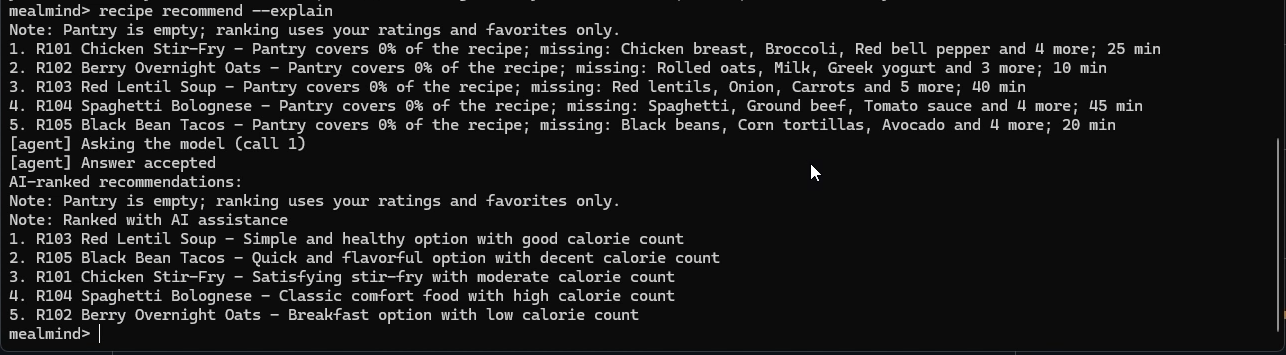 mealmind> recipe recommend --explain
Note: Pantry is empty; ranking uses your ratings and favorites only.
1. R101 Chicken Stir-Fry - Pantry covers 0% of the recipe; missing: Chicken breast, Broccoli, Red bell pepper and 4 more; 25 min
2. R102 Berry Overnight Oats - Pantry covers 0% of the recipe; missing: Rolled oats, Milk, Greek yogurt and 3 more; 10 min
3. R103 Red Lentil Soup - Pantry covers 0% of the recipe; missing: Red lentils, Onion, Carrots and 5 more; 40 min
4. R104 Spaghetti Bolognese - Pantry covers 0% of the recipe; missing: Spaghetti, Ground beef, Tomato sauce and 4 more; 45 min
5. R105 Black Bean Tacos - Pantry covers 0% of the recipe; missing: Black beans, Corn tortillas, Avocado and 4 more; 20 min
[agent] Asking the model (call 1)
[agent] Answer accepted
AI-ranked recommendations:
Note: Pantry is empty; ranking uses your ratings and favorites only.
Note: Ranked with AI assistance
1. R103 Red Lentil Soup - Simple and healthy option with good calorie count
2. R105 Black Bean Tacos - Quick and flavorful option with decent calorie count
3. R101 Chicken Stir-Fry - Satisfying stir-fry with moderate calorie count
4. R104 Spaghetti Bolognese - Classic comfort food with high calorie count
5. R102 Berry Overnight Oats - Breakfast option with low calorie count
mealmind>